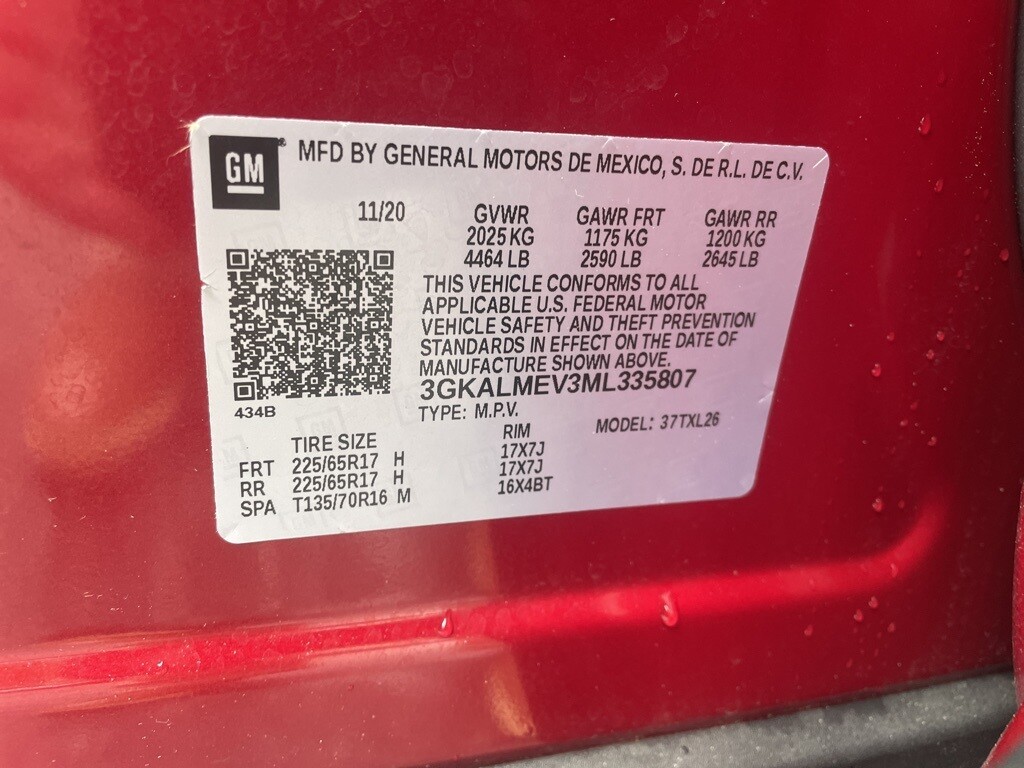 GM MFD BY GENERAL MOTORS DE MEXICO, S. DE R.L. DE C.V.
11/20 GVWR GAWR FRT GAWR RR
2025 KG 1175 KG 1200 KG
4464 LB 2590 LB 2645 LB
THIS VEHICLE CONFORMS TO ALL
APPLICABLE U.S. FEDERAL MOTOR
VEHICLE SAFETY AND THEFT PREVENTION
STANDARDS IN EFFECT ON THE DATE OF
MANUFACTURE SHOWN ABOVE.
3GKALMEV3ML335807
434B
TYPE: M.P.V. MODEL: 37TXL26
TIRE SIZE RIM
FRT 225/65R17 H 17X7J
RR 225/65R17 H 17X7J
SPA T135/70R16 M 16X4BT